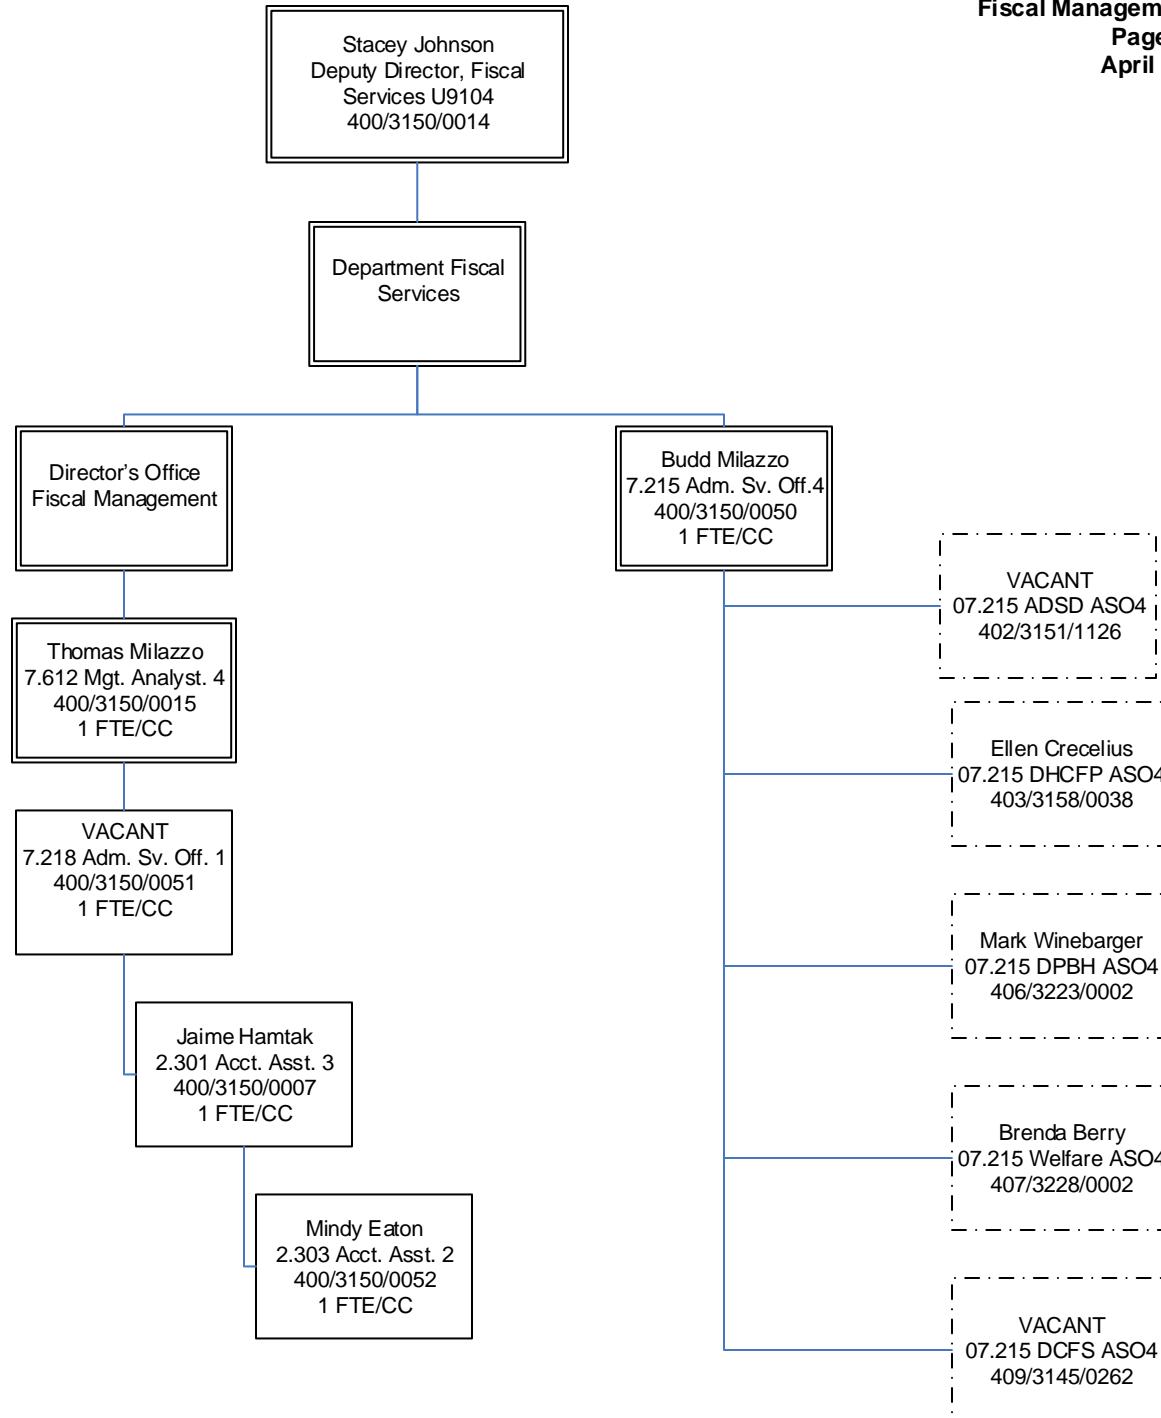 Fiscal Managem
Page
April
Stacey Johnson
Deputy Director, Fiscal
Services U9104
400/3150/0014
Department Fiscal
Services
Director’s Office
Fiscal Management
Budd Milazzo
7.215 Adm. Sv. Off.4
400/3150/0050
1 FTE/CC
Thomas Milazzo
7.612 Mgt. Analyst. 4
400/3150/0015
1 FTE/CC
VACANT
7.218 Adm. Sv. Off. 1
400/3150/0051
1 FTE/CC
Jaime Hamtak
2.301 Acct. Asst. 3
400/3150/0007
1 FTE/CC
Mindy Eaton
2.303 Acct. Asst. 2
400/3150/0052
1 FTE/CC
VACANT
07.215 ADSD ASO4
402/3151/1126
Ellen Crecelius
07.215 DHCFP ASO4
403/3158/0038
Mark Winebarger
07.215 DPBH ASO4
406/3223/0002
Brenda Berry
07.215 Welfare ASO4
407/3228/0002
VACANT
07.215 DCFS ASO4
409/3145/0262